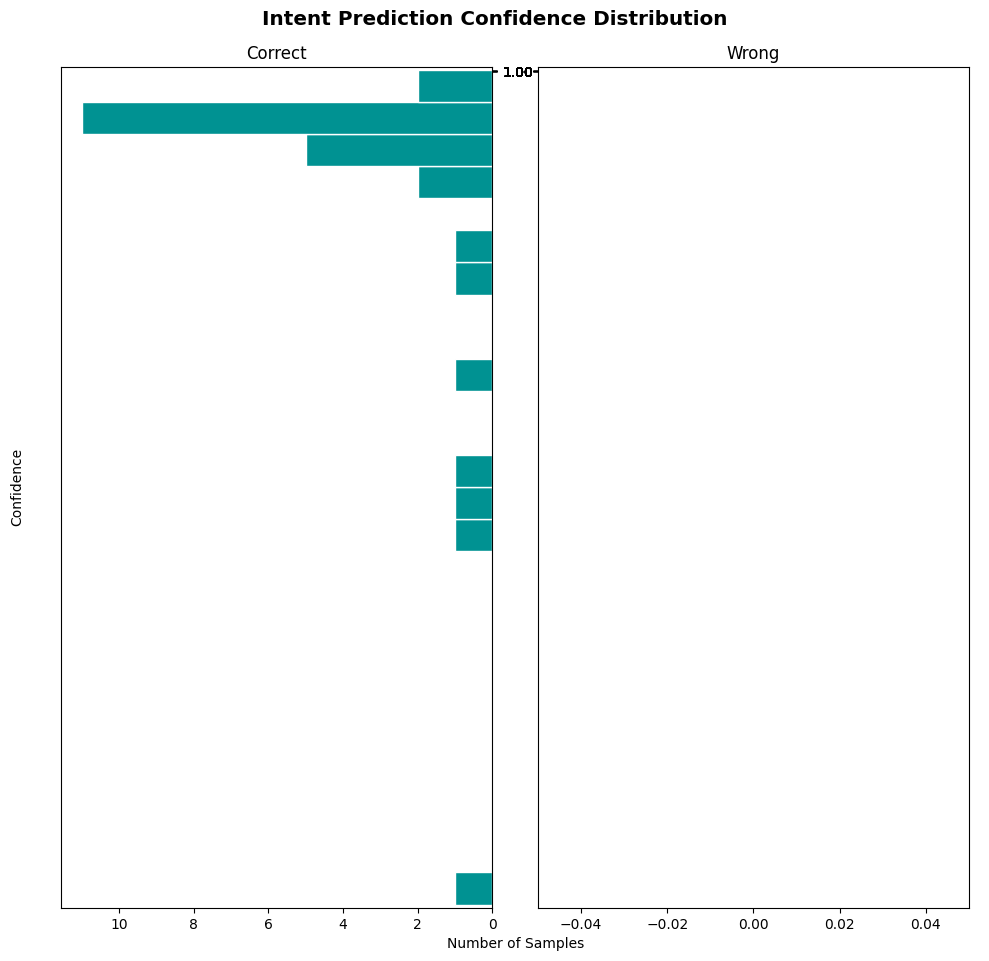 Intent Prediction Confidence Distribution
Correct
Wrong
1.00
Confidence
10 8 6 4 2 0
−0.04 −0.02 0.00 0.02 0.04
Number of Samples